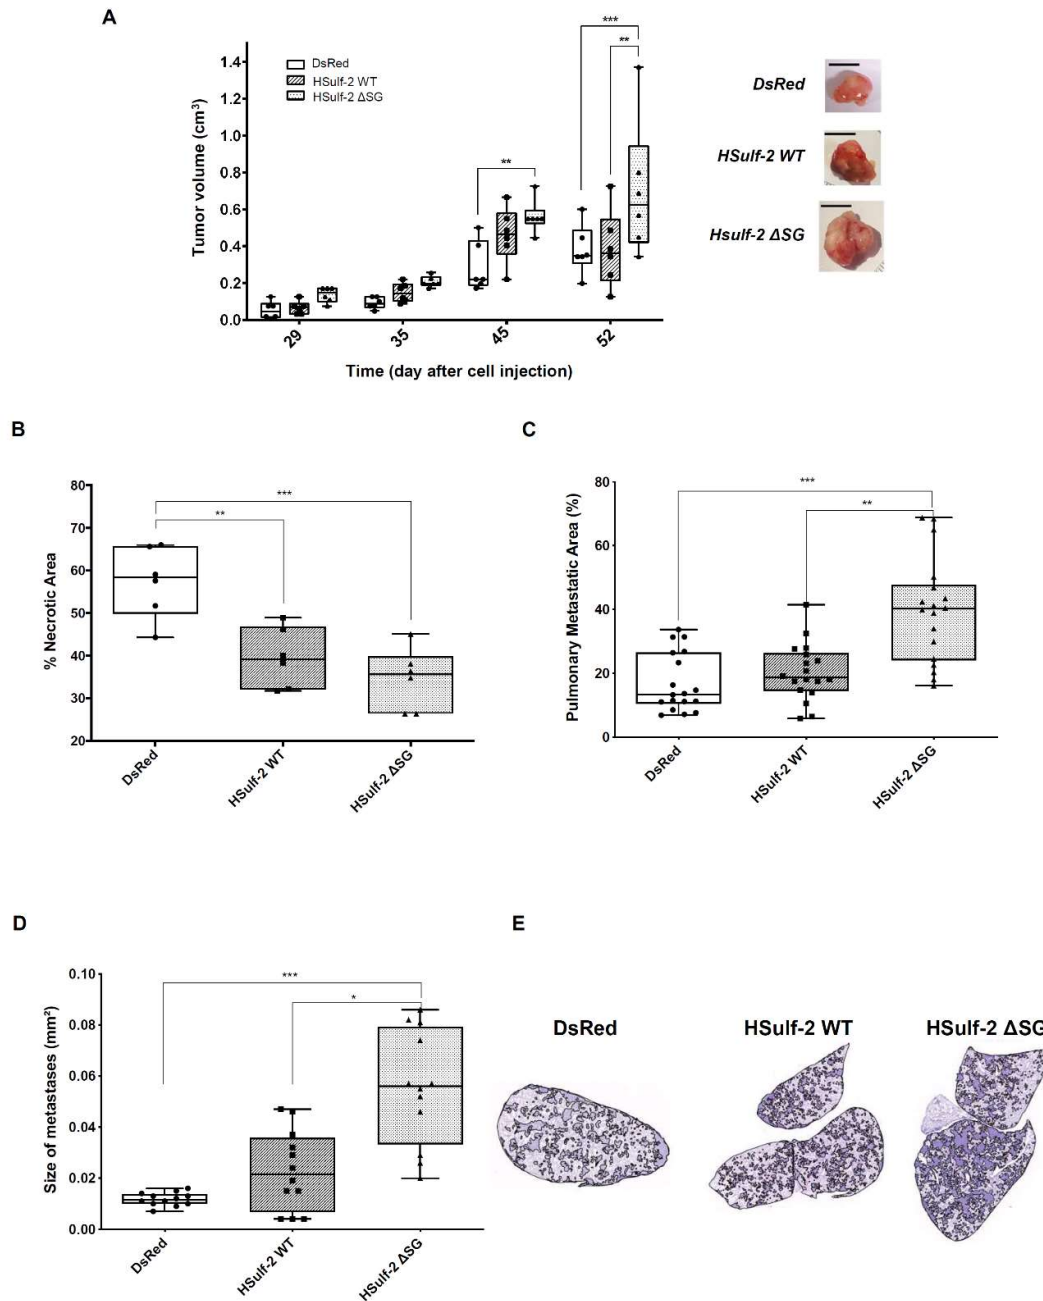 A
Tumor volume (cm³)
1.4
1.2
1.0
0.8
0.6
0.4
0.2
0.0
DsRed
HSulf-2 WT
HSulf-2 ΔSG
**
***
**
29
35
45
52
Time (day after cell injection)
DsRed
HSulf-2 WT
Hsulf-2 ΔSG
B
% Necrotic Area
80
70
60
50
40
30
20
***
**
DsRed
HSulf-2 WT
HSulf-2 ΔSG
C
Pulmonary Metastatic Area (%)
80
60
40
20
0
***
**
DsRed
HSulf-2 WT
HSulf-2 ΔSG
D
Size of metastases (mm²)
0.10
0.08
0.06
0.04
0.02
0.00
***
*
DsRed
HSulf-2 WT
HSulf-2 ΔSG
E
DsRed
HSulf-2 WT
HSulf-2 ΔSG